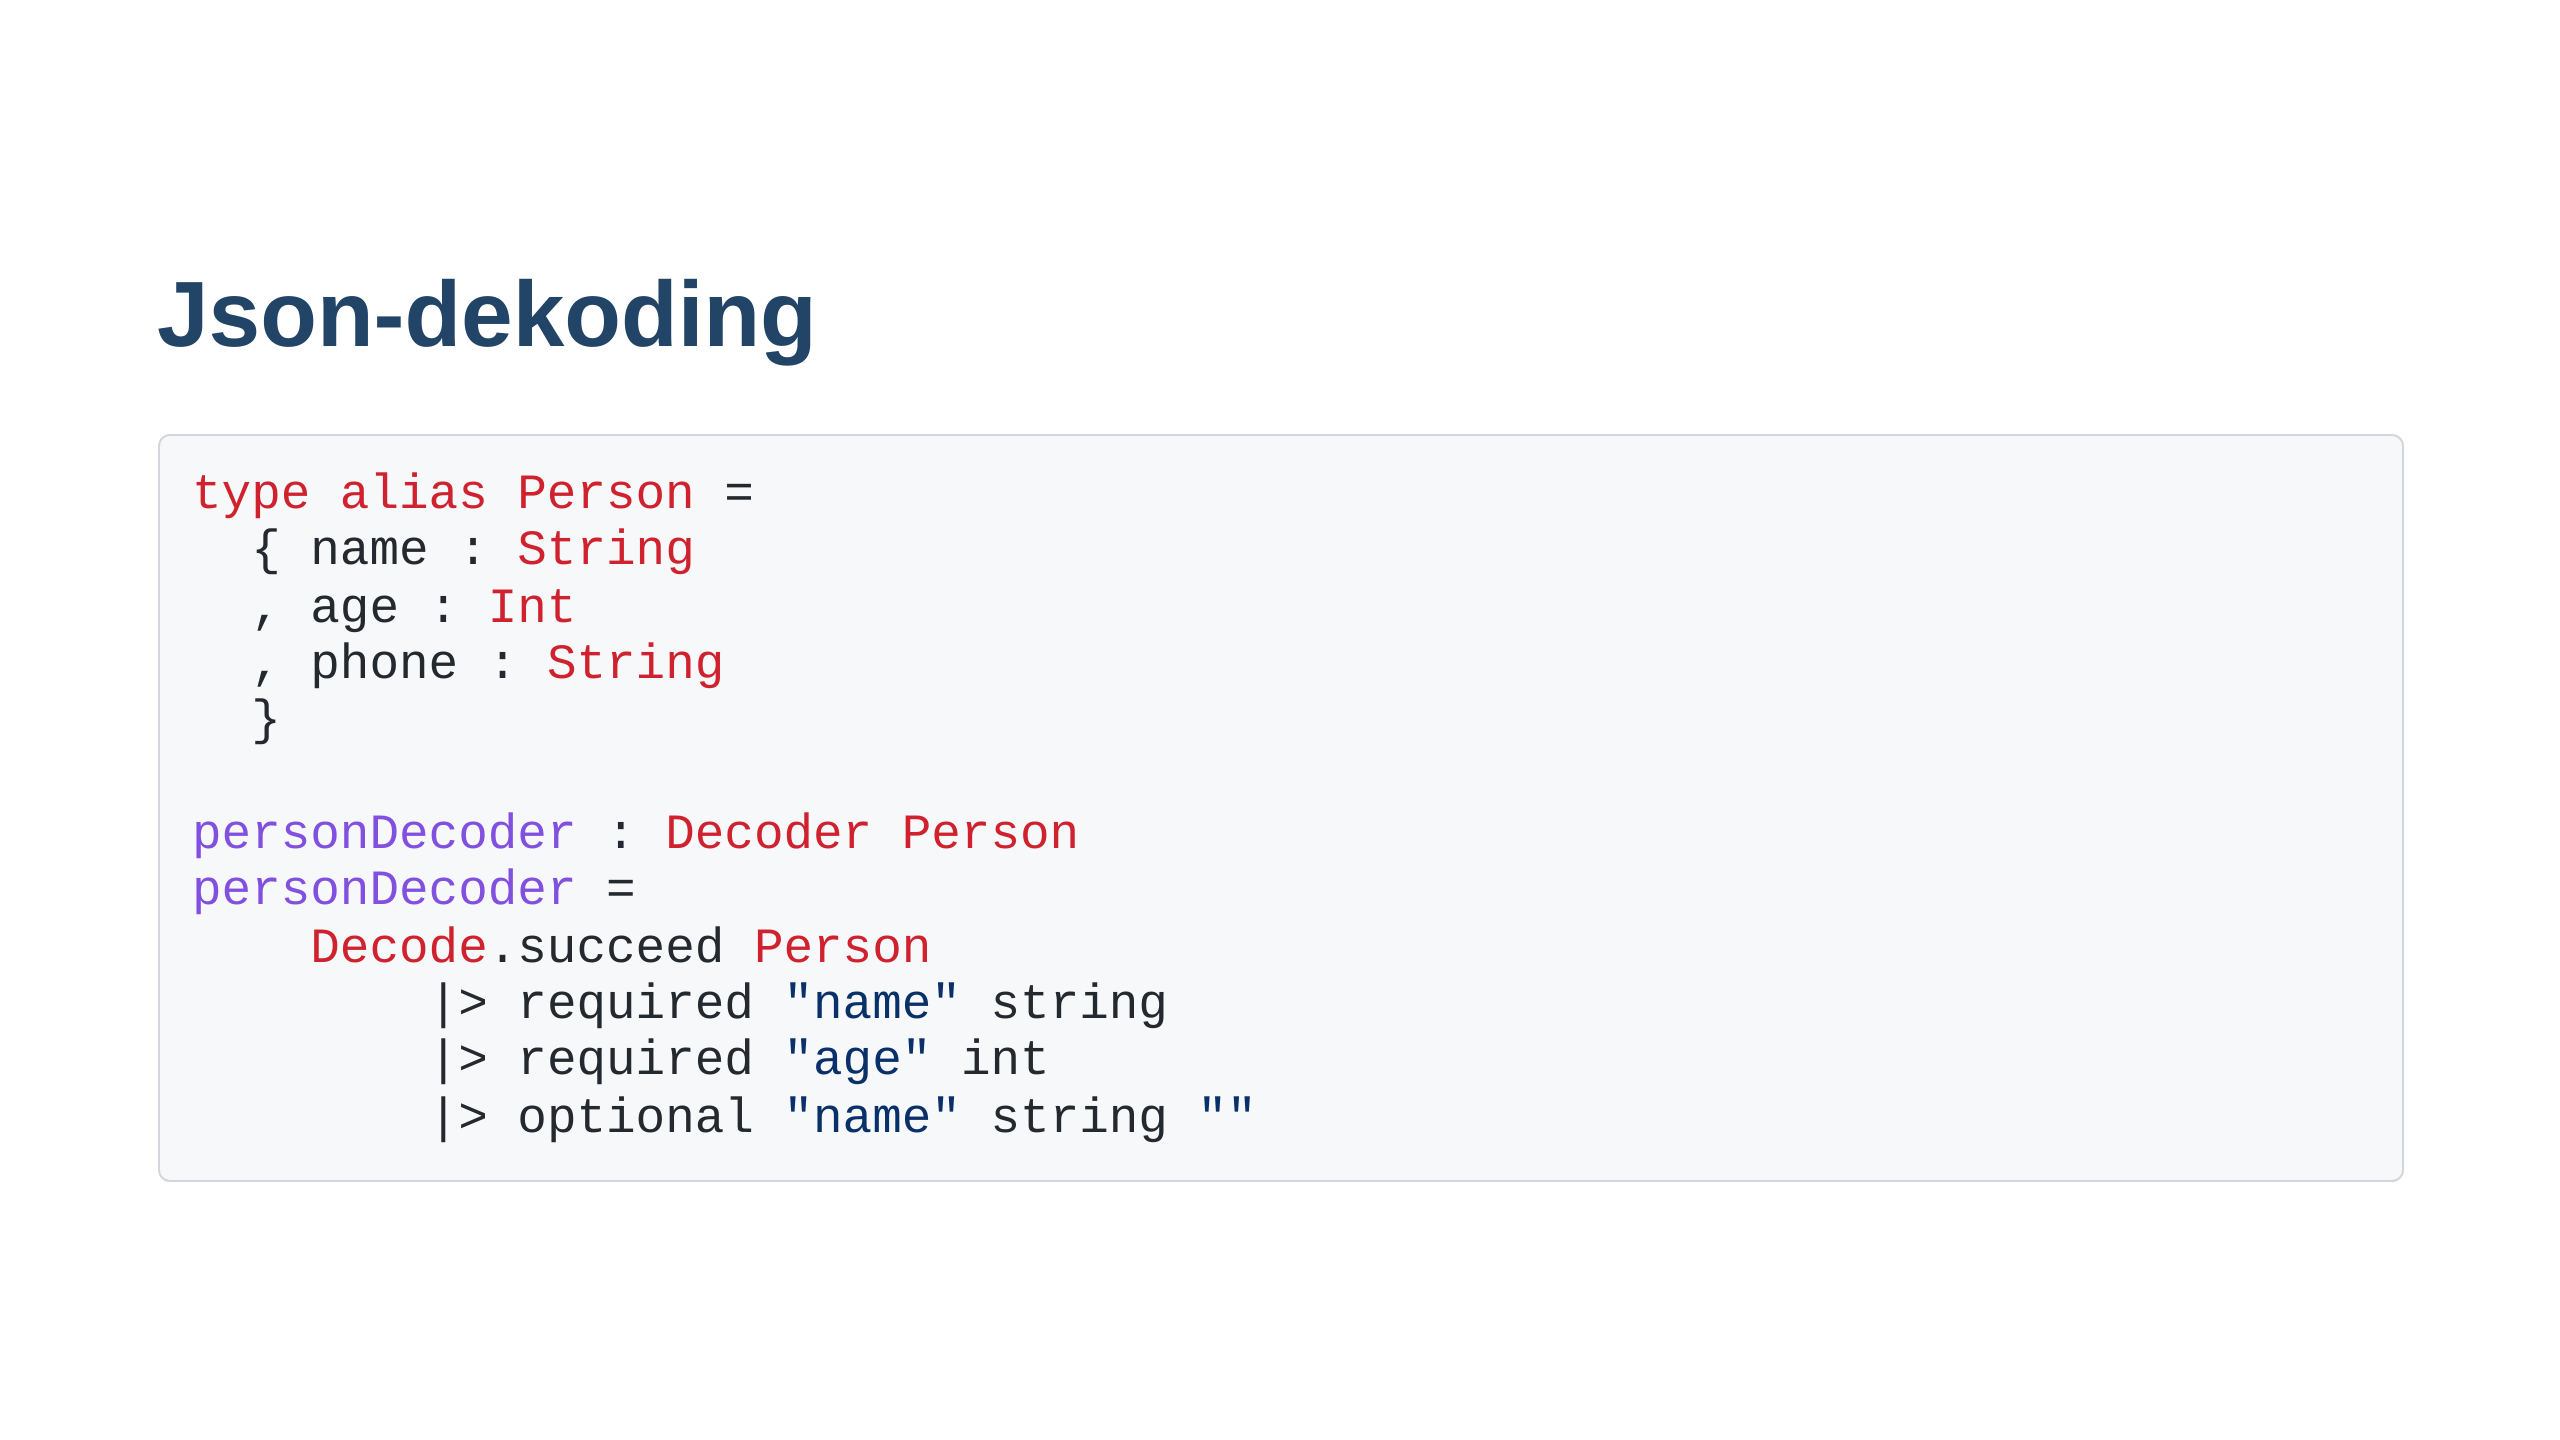 Json-dekoding
type alias Person =
  { name : String
  , age : Int
  , phone : String
  }

personDecoder : Decoder Person
personDecoder =
    Decode.succeed Person
        |> required "name" string
        |> required "age" int
        |> optional "name" string ""